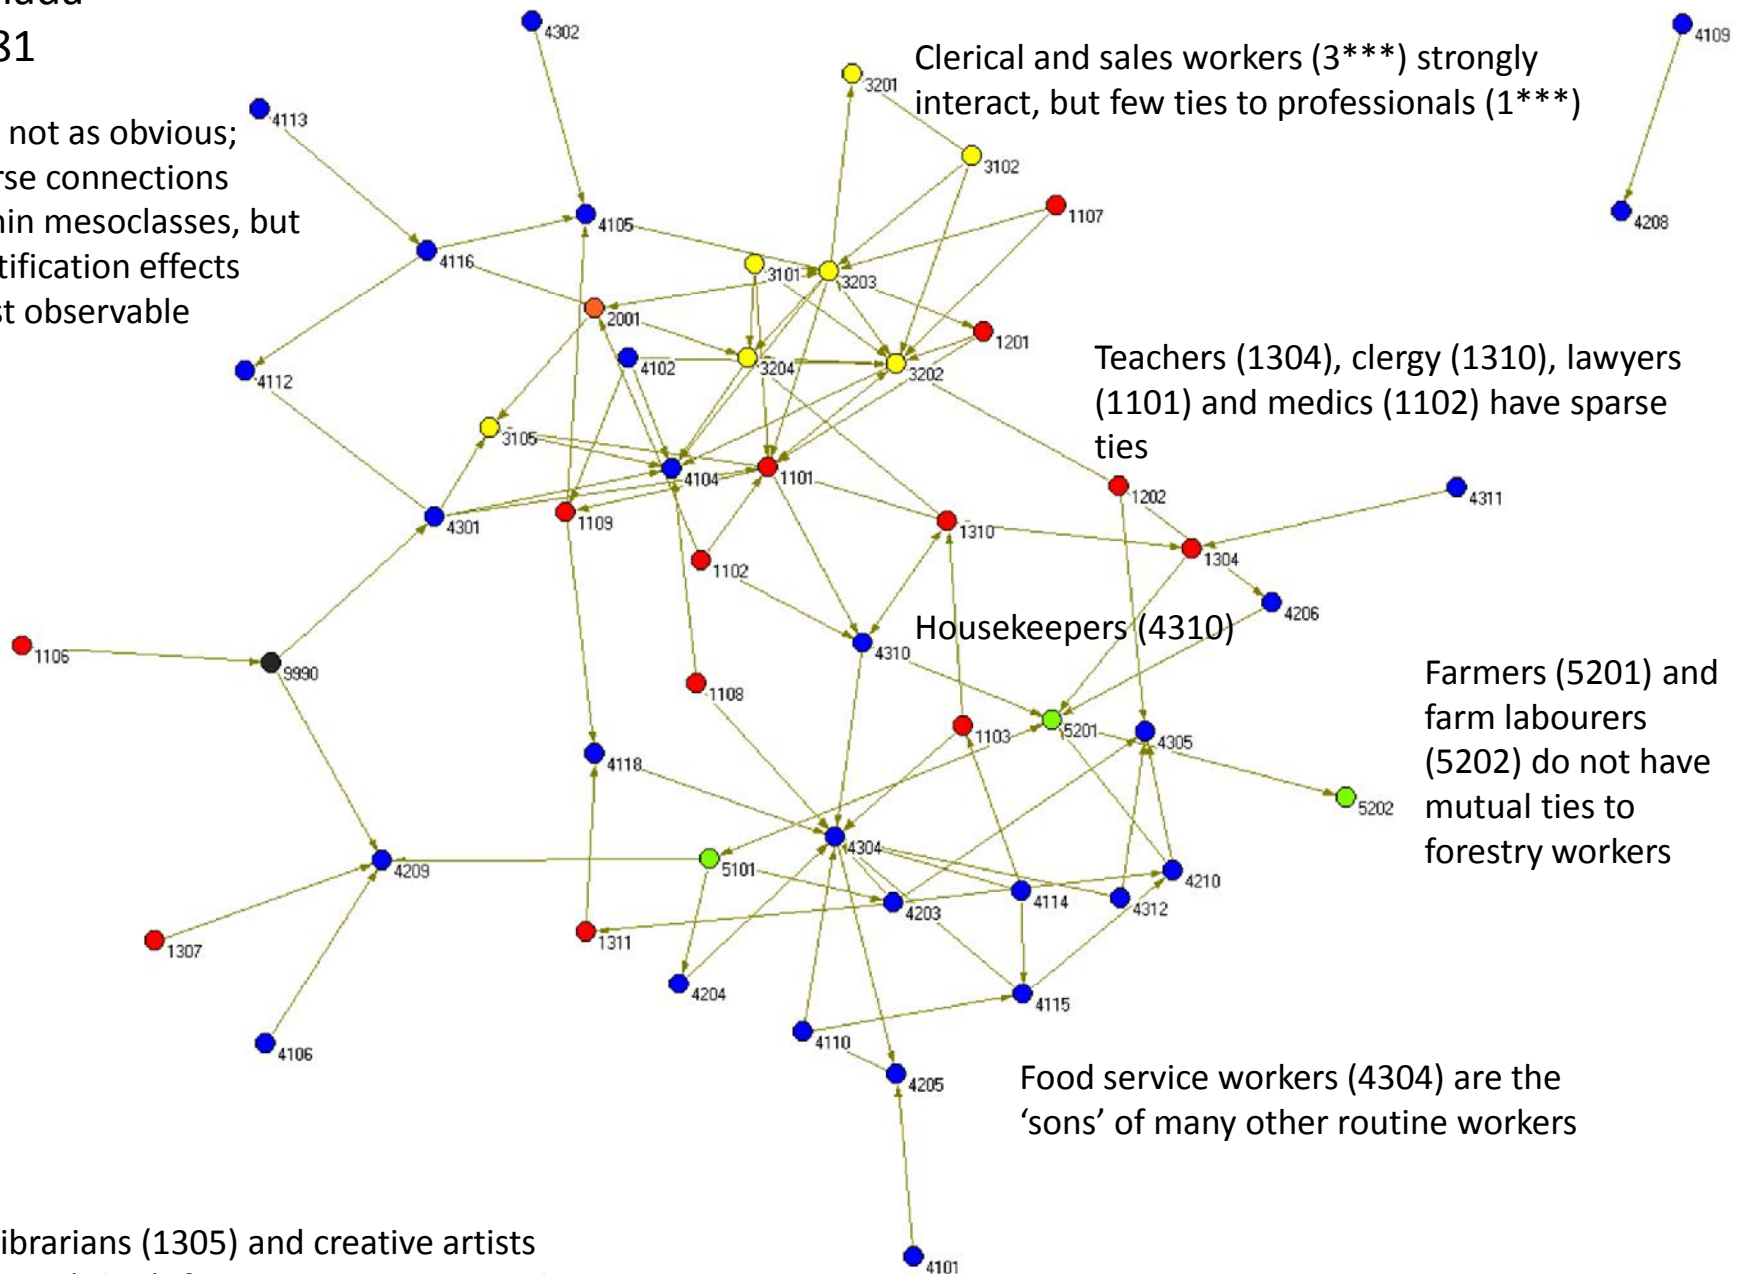 31
not as obvious;
connections
mesoclasses, but
effects
observable
Clerical and sales workers (3***) strongly
interact, but few ties to professionals (1***)
Teachers (1304), clergy (1310), lawyers
(1101) and medics (1102) have sparse
ties
Housekeepers (4310)
Farmers (5201) and
farm labourers
(5202) do not have
mutual ties to
forestry workers
Food service workers (4304) are the
‘sons’ of many other routine workers
ibrarians (1305) and creative artists
4302
4109
3201
4113
3102
1107
4208
4105
4116
3101
3203
2001
1201
4102
3204
3202
4112
3105
4104
1101
1202
4311
4301
1109
1310
1304
1102
4206
4310
1106
9990
1108
1103
5201
4305
4118
5202
4304
4209
5101
4210
4203
4114
4312
1307
1311
4204
4115
4110
4106
4205
4101